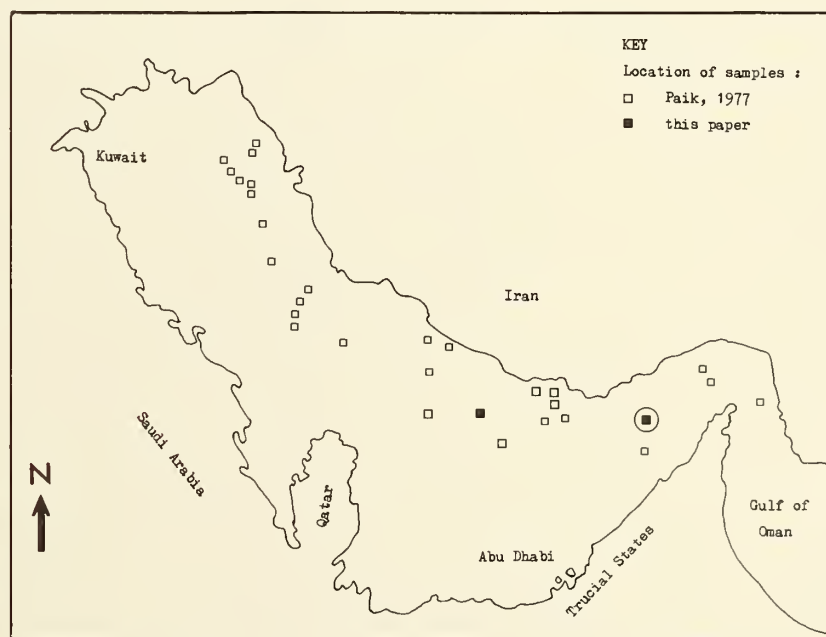 KEY
Location of samples :
Paik, 1977
this paper
Kuwait
Iran
Saudi Arabia
N
Qatar
Gulf of
Oman
Abu Dhabi
Trucial States